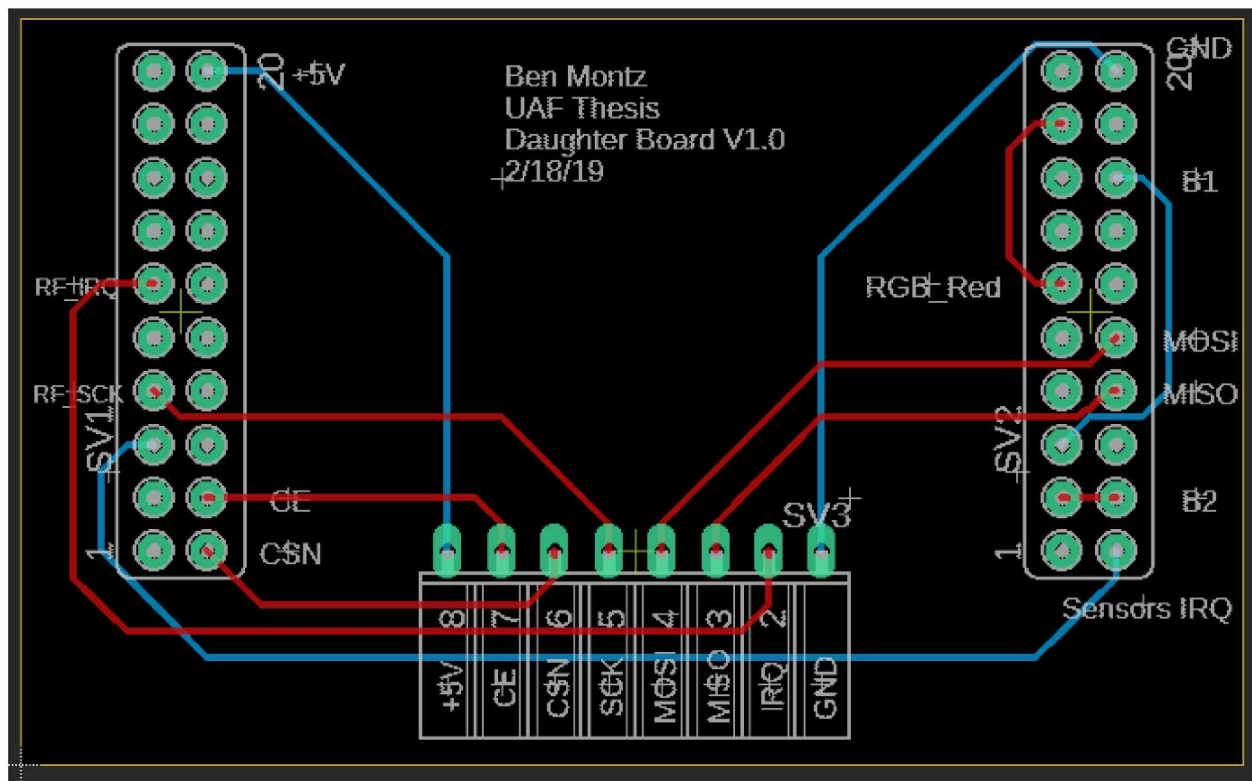 20
+5V
Ben Montz
UAF Thesis
Daughter Board V1.0
2/18/19
GND
20
B1
RF_IRQ
RGB_Red
MOSI
RF_SCK
MISO
SV1
SV2
CE
SV3
B2
1
CSN
1
Sensors IRQ
8
7
6
5
4
3
2
+5V
CE
CSN
SCK
MOSI
MISO
IRQ
GND